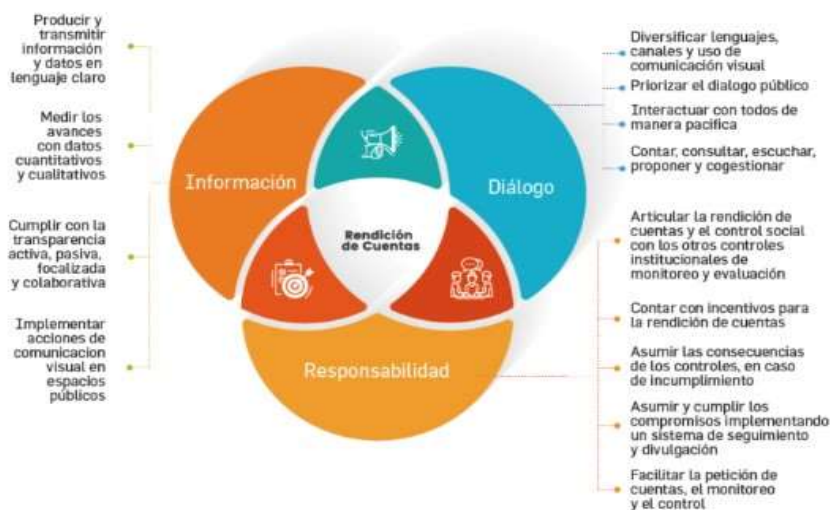 Producir y
transmitir
información
y datos en
lenguaje claro
Medir los
avances
con datos
cuantitativos
y cualitativos
Cumplir con la
transparencia
activa, pasiva,
focalizada
y colaborativa
Implementar
acciones de
comunicacion
visual en
espacios
públicos
Información
Diálogo
Rendición
de Cuentas
Responsabilidad
Diversificar lenguajes,
canales y uso de
comunicación visual
Priorizar el dialogo público
Interactuar con todos de
manera pacifica
Contar, consultar, escuchar,
proponer y cogestionar
Articular la rendición de
cuentas y el control social
con los otros controles
institucionales de
monitoreo y evaluación
Contar con incentivos para
la rendición de cuentas
Asumir las consecuencias
de los controles, en caso
de incumplimiento
Asumir y cumplir los
compromisos implementando
un sistema de seguimiento
y divulgación
Facilitar la petición de
cuentas, el monitoreo
y el control